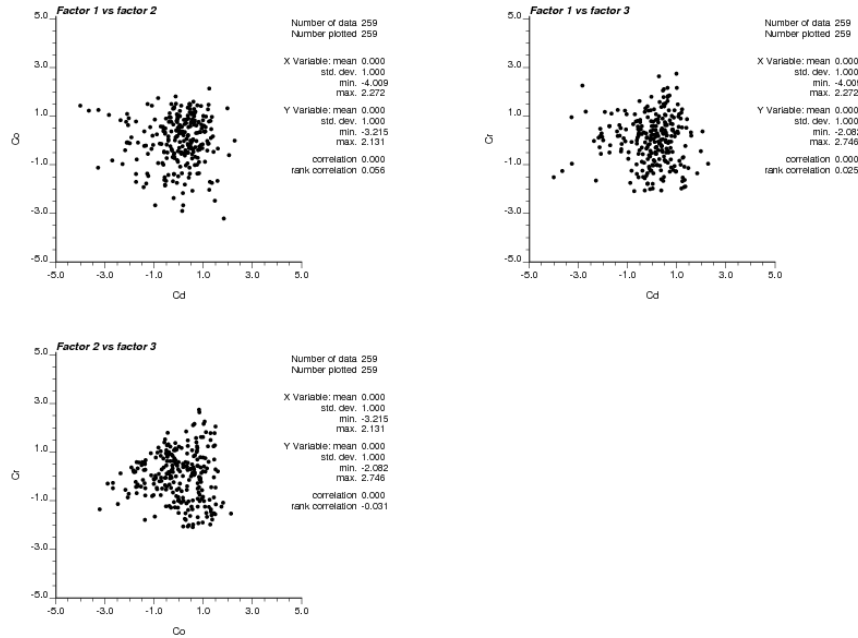 Factor 1 vs factor 2
Number of data 259
Number plotted 259
X Variable: mean 0.000
std. dev. 1.000
min. -4.009
max. 2.272
Y Variable: mean 0.000
std. dev. 1.000
min. -3.215
max. 2.131
correlation 0.000
rank correlation 0.056
5.0
3.0
1.0
-1.0
-3.0
-5.0
Co
-5.0 -3.0 -1.0 1.0 3.0 5.0
Cd
Factor 1 vs factor 3
Number of data 259
Number plotted 259
X Variable: mean 0.000
std. dev. 1.000
min. -4.009
max. 2.272
Y Variable: mean 0.000
std. dev. 1.000
min. -2.082
max. 2.746
correlation 0.000
rank correlation 0.025
5.0
3.0
1.0
-1.0
-3.0
-5.0
Cr
-5.0 -3.0 -1.0 1.0 3.0 5.0
Cd
Factor 2 vs factor 3
Number of data 259
Number plotted 259
X Variable: mean 0.000
std. dev. 1.000
min. -3.215
max. 2.131
Y Variable: mean 0.000
std. dev. 1.000
min. -2.082
max. 2.746
correlation 0.000
rank correlation -0.031
5.0
3.0
1.0
-1.0
-3.0
-5.0
Cr
-5.0 -3.0 -1.0 1.0 3.0 5.0
Co